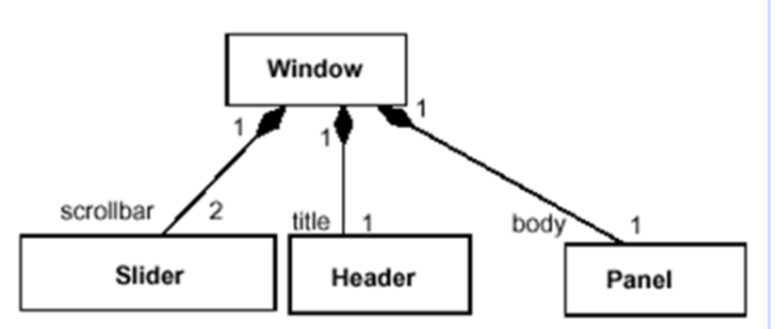 Window
1
1
1
scrollbar
2
title
1
body
1
Slider
Header
Panel